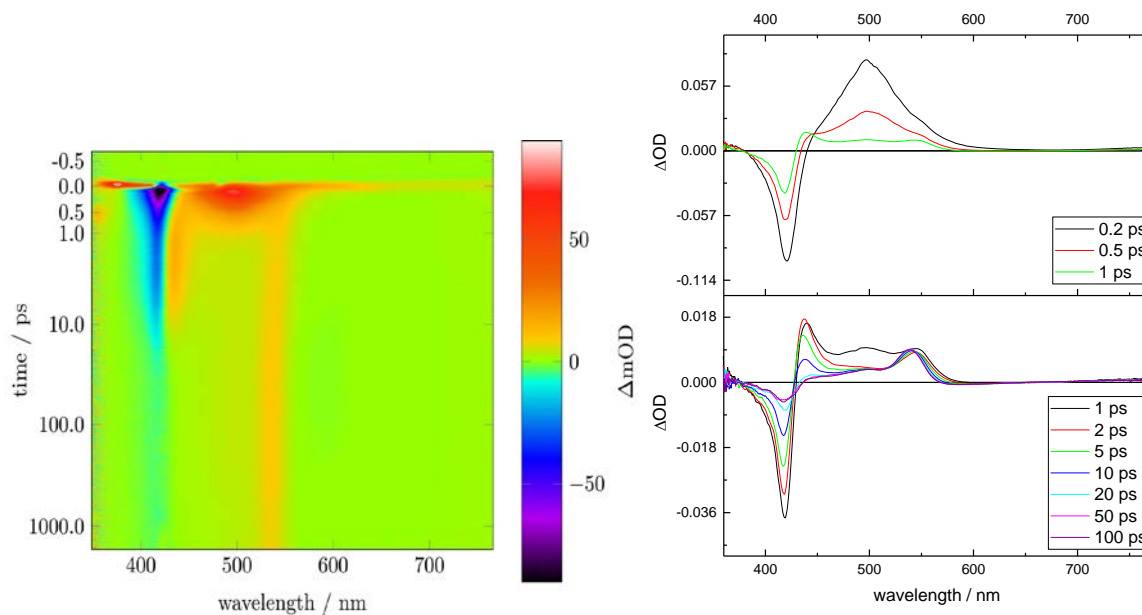 -0.5
0.0
0.5
1.0
10.0
100.0
1000.0
time / ps
400 500 600 700
wavelength / nm
50
0
−50
ΔmOD
400 500 600 700
0.057
0.000
-0.057
-0.114
ΔOD
0.2 ps
0.5 ps
1 ps
0.018
0.000
-0.018
-0.036
ΔOD
1 ps
2 ps
5 ps
10 ps
20 ps
50 ps
100 ps
400 500 600 700
wavelength / nm